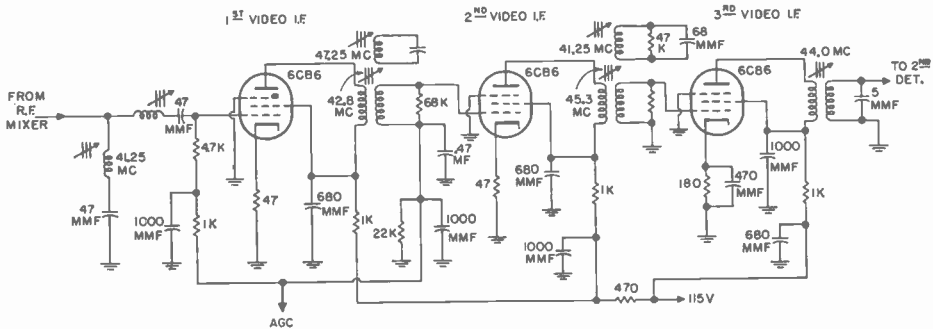 1ST VIDEO I.F.
2ND VIDEO I.F.
3RD VIDEO I.F.
47.25 MC
41.25 MC
47 K
68 MMF
44.0 MC
6CB6
6CB6
6CB6
TO 2ND DET.
FROM R.F. MIXER
47 MMF
42.8 MC
68K
45.3 MC
5 MMF
41.25 MC
4.7K
.47 MF
1000 MMF
47 MMF
1000 MMF
1K
47
680 MMF
1K
22K
1000 MMF
47
680 MMF
1K
180
470 MMF
1K
1000 MMF
680 MMF
470
115V
AGC